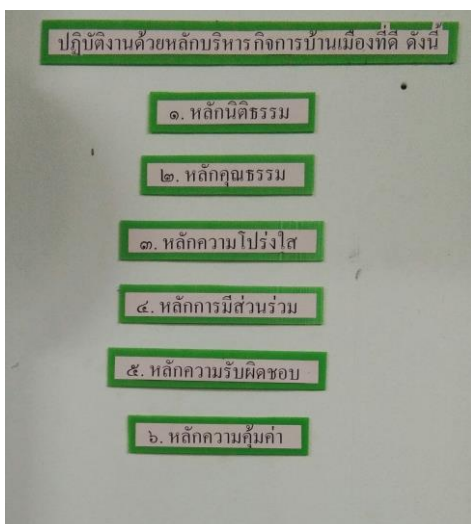 ปฏิบัติงานด้วยหลักบริหารกิจการบ้านเมืองที่ดี ดังนี้
๑. หลักนิติธรรม
๒. หลักคุณธรรม
๓. หลักความโปร่งใส
๔. หลักการมีส่วนร่วม
๕. หลักความรับผิดชอบ
๖. หลักความคุ้มค่า